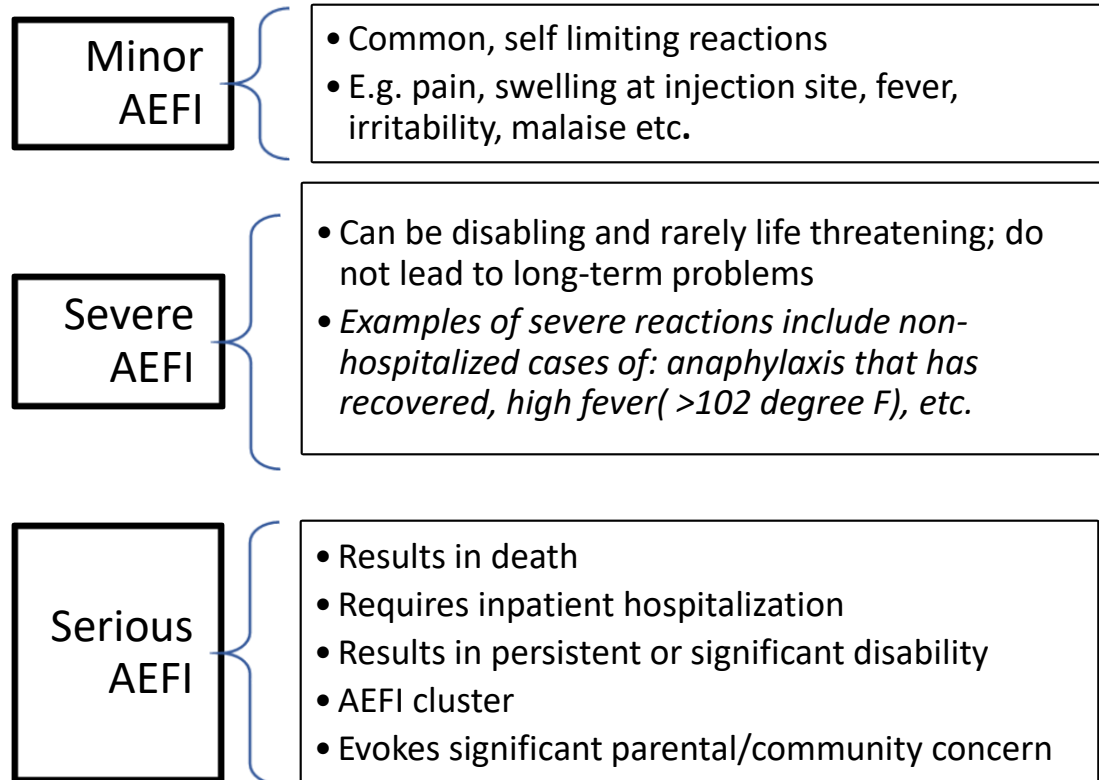 Minor
AEFI
• Common, self limiting reactions
• E.g. pain, swelling at injection site, fever,
irritability, malaise etc.
Severe
AEFI
• Can be disabling and rarely life threatening; do
not lead to long-term problems
• Examples of severe reactions include non-
hospitalized cases of: anaphylaxis that has
recovered, high fever( >102 degree F), etc.
Serious
AEFI
• Results in death
• Requires inpatient hospitalization
• Results in persistent or significant disability
• AEFI cluster
• Evokes significant parental/community concern